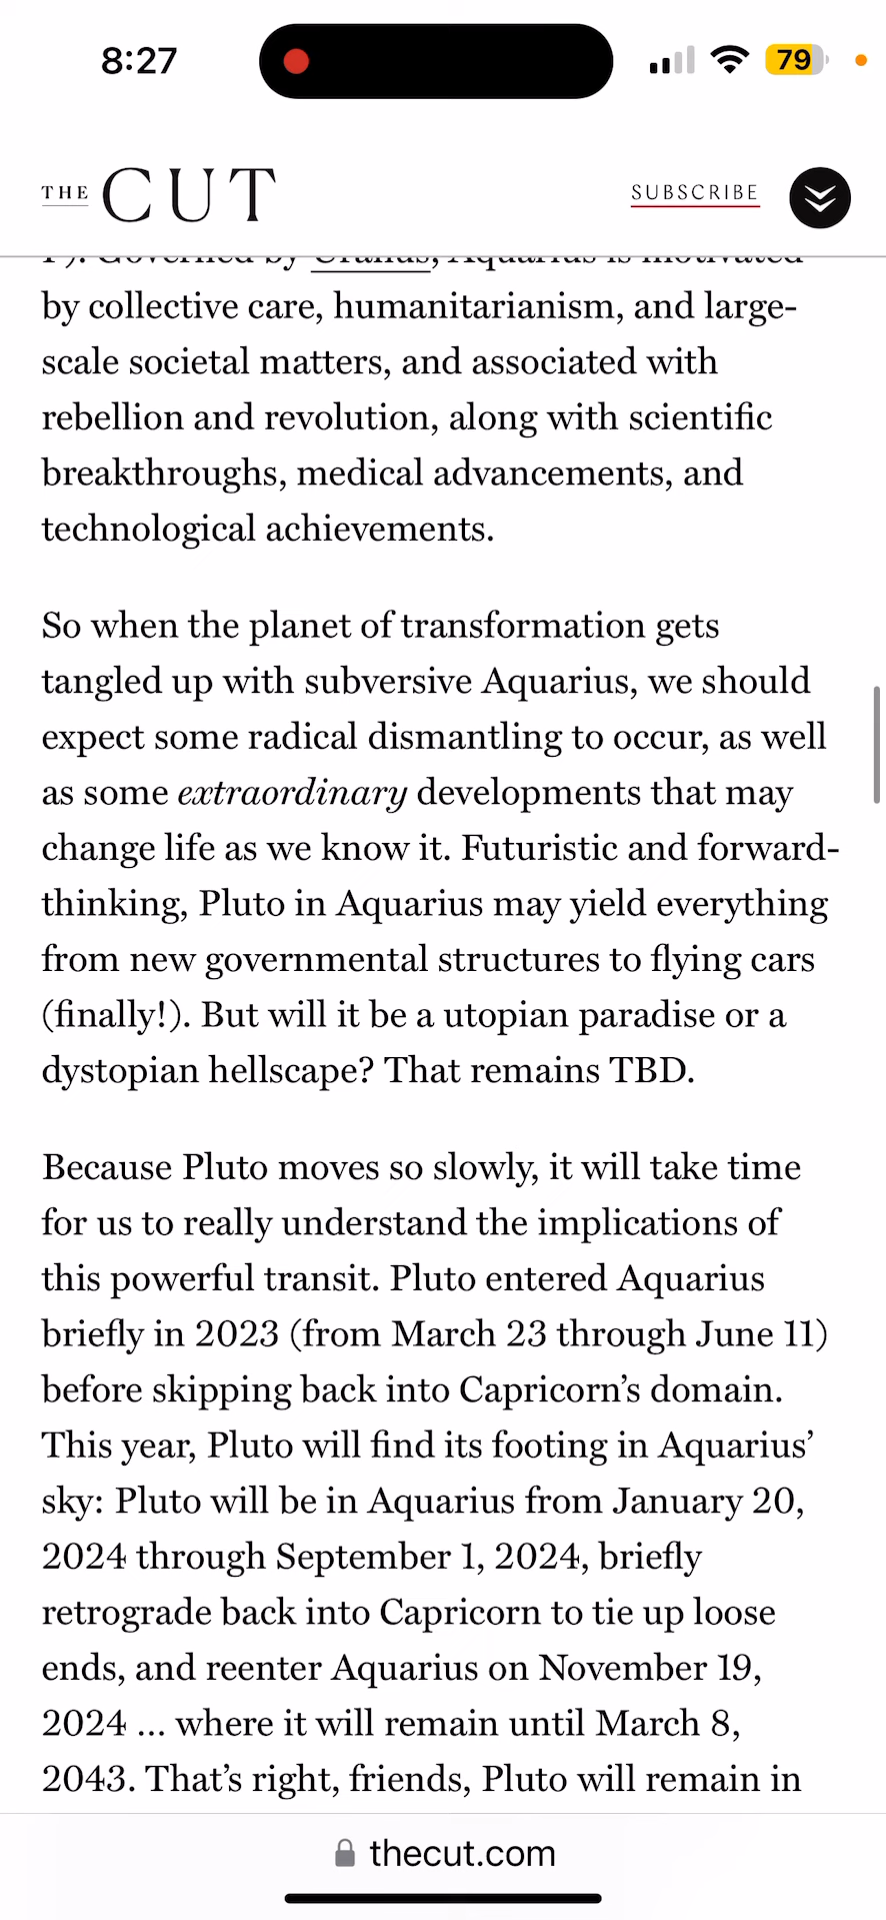 8:27
79
THE CUT
SUBSCRIBE
by collective care, humanitarianism, and large-
scale societal matters, and associated with
rebellion and revolution, along with scientific
breakthroughs, medical advancements, and
technological achievements.
So when the planet of transformation gets
tangled up with subversive Aquarius, we should
expect some radical dismantling to occur, as well
as some extraordinary developments that may
change life as we know it. Futuristic and forward-
thinking, Pluto in Aquarius may yield everything
from new governmental structures to flying cars
(finally!). But will it be a utopian paradise or a
dystopian hellscape? That remains TBD.
Because Pluto moves so slowly, it will take time
for us to really understand the implications of
this powerful transit. Pluto entered Aquarius
briefly in 2023 (from March 23 through June 11)
before skipping back into Capricorn’s domain.
This year, Pluto will find its footing in Aquarius’
sky: Pluto will be in Aquarius from January 20,
2024 through September 1, 2024, briefly
retrograde back into Capricorn to tie up loose
ends, and reenter Aquarius on November 19,
2024 ... where it will remain until March 8,
2043. That’s right, friends, Pluto will remain in
thecut.com